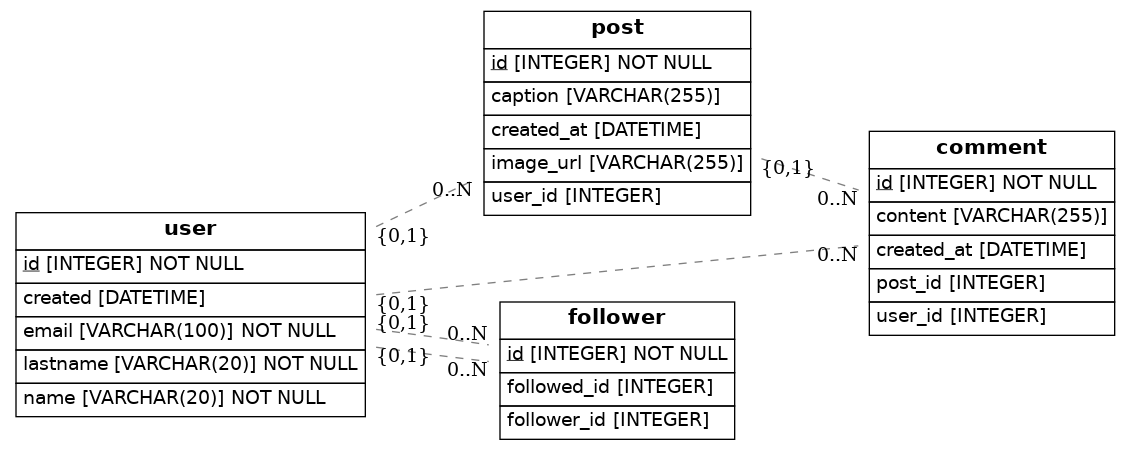 post
id [INTEGER] NOT NULL
caption [VARCHAR(255)]
created_at [DATETIME]
image_url [VARCHAR(255)]
user_id [INTEGER]
comment
id [INTEGER] NOT NULL
content [VARCHAR(255)]
created_at [DATETIME]
post_id [INTEGER]
user_id [INTEGER]
user
id [INTEGER] NOT NULL
created [DATETIME]
email [VARCHAR(100)] NOT NULL
lastname [VARCHAR(20)] NOT NULL
name [VARCHAR(20)] NOT NULL
follower
id [INTEGER] NOT NULL
followed_id [INTEGER]
follower_id [INTEGER]
0..N
{0,1}
{0,1}
0..N
{0,1}
0..N
{0,1}
0..N
{0,1}
0..N